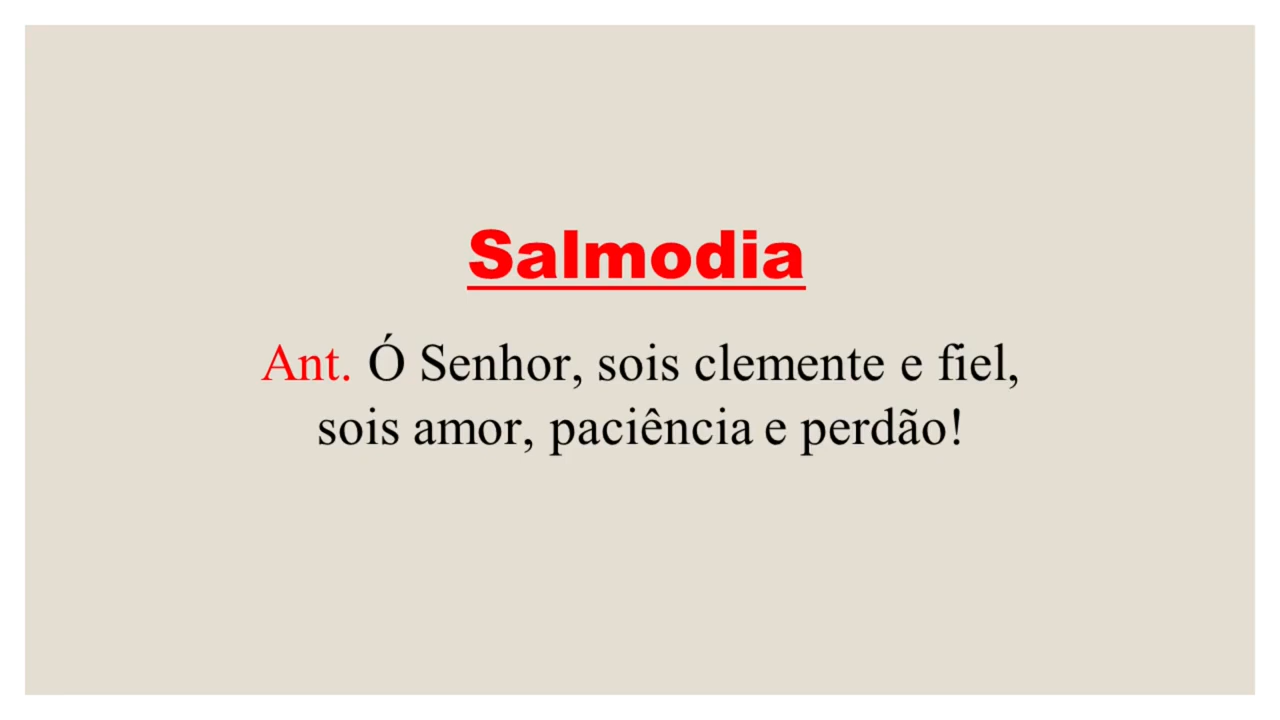 Salmodia
Ant. Ó Senhor, sois clemente e fiel,
sois amor, paciência e perdão!